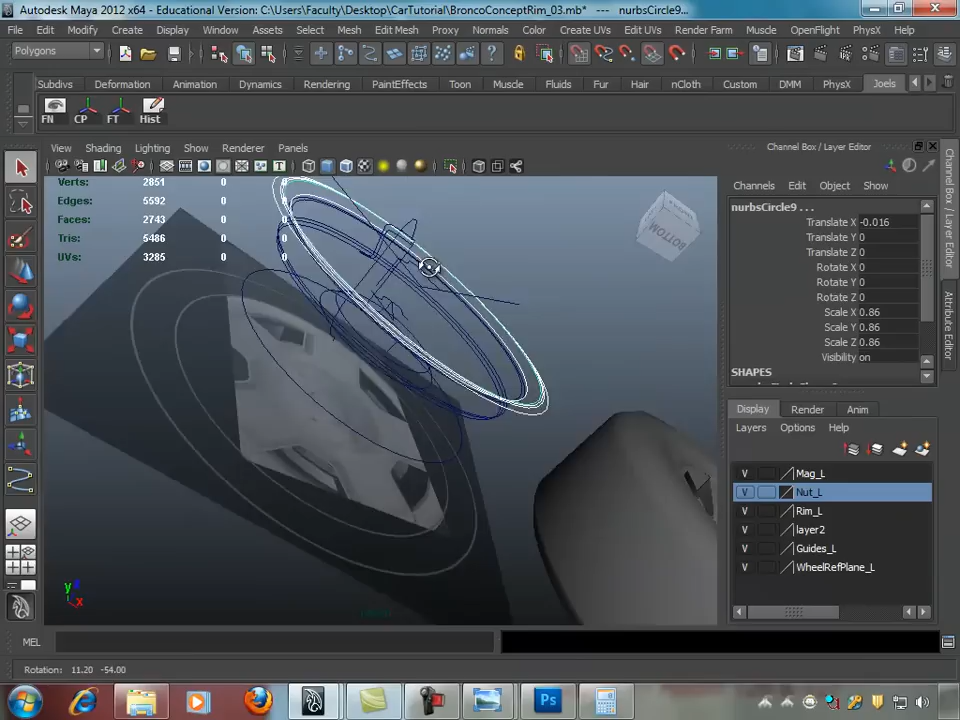 Autodesk Maya 2012 x64 - Educational Version: C:\Users\Faculty\Desktop\CarTutorial\BroncoConceptRim_03.mb* --- nurbsCircle9...
File Edit Modify Create Display Window Assets Select Mesh Edit Mesh Proxy Normals Color Create UVs Edit UVs Render Farm Muscle OpenFlight PhysX Help
Polygons
Subdivs Deformation Animation Dynamics Rendering PaintEffects Toon Muscle Fluids Fur Hair nCloth Custom DMM PhysX Joels
FN CP FT Hist
View Shading Lighting Show Renderer Panels
Channel Box / Layer Editor
Channels Edit Object Show
Verts: 2851 0 0
Edges: 5592 0 0
Faces: 2743 0 0
Tris: 5486 0 0
UVs: 3285 0 0
BOTTOM
nurbsCircle9 . . .
Translate X -0.016
Translate Y 0
Translate Z 0
Rotate X 0
Rotate Y 0
Rotate Z 0
Scale X 0.86
Scale Y 0.86
Scale Z 0.86
Visibility on
SHAPES
Channel Box / Layer Editor
Attribute Editor
Display Render Anim
Layers Options Help
V Mag_L
V Nut_L
V Rim_L
V layer2
V Guides_L
V WheelRefPlane_L
y
z
x
MEL
Rotation: 11.20 -54.00
Ps